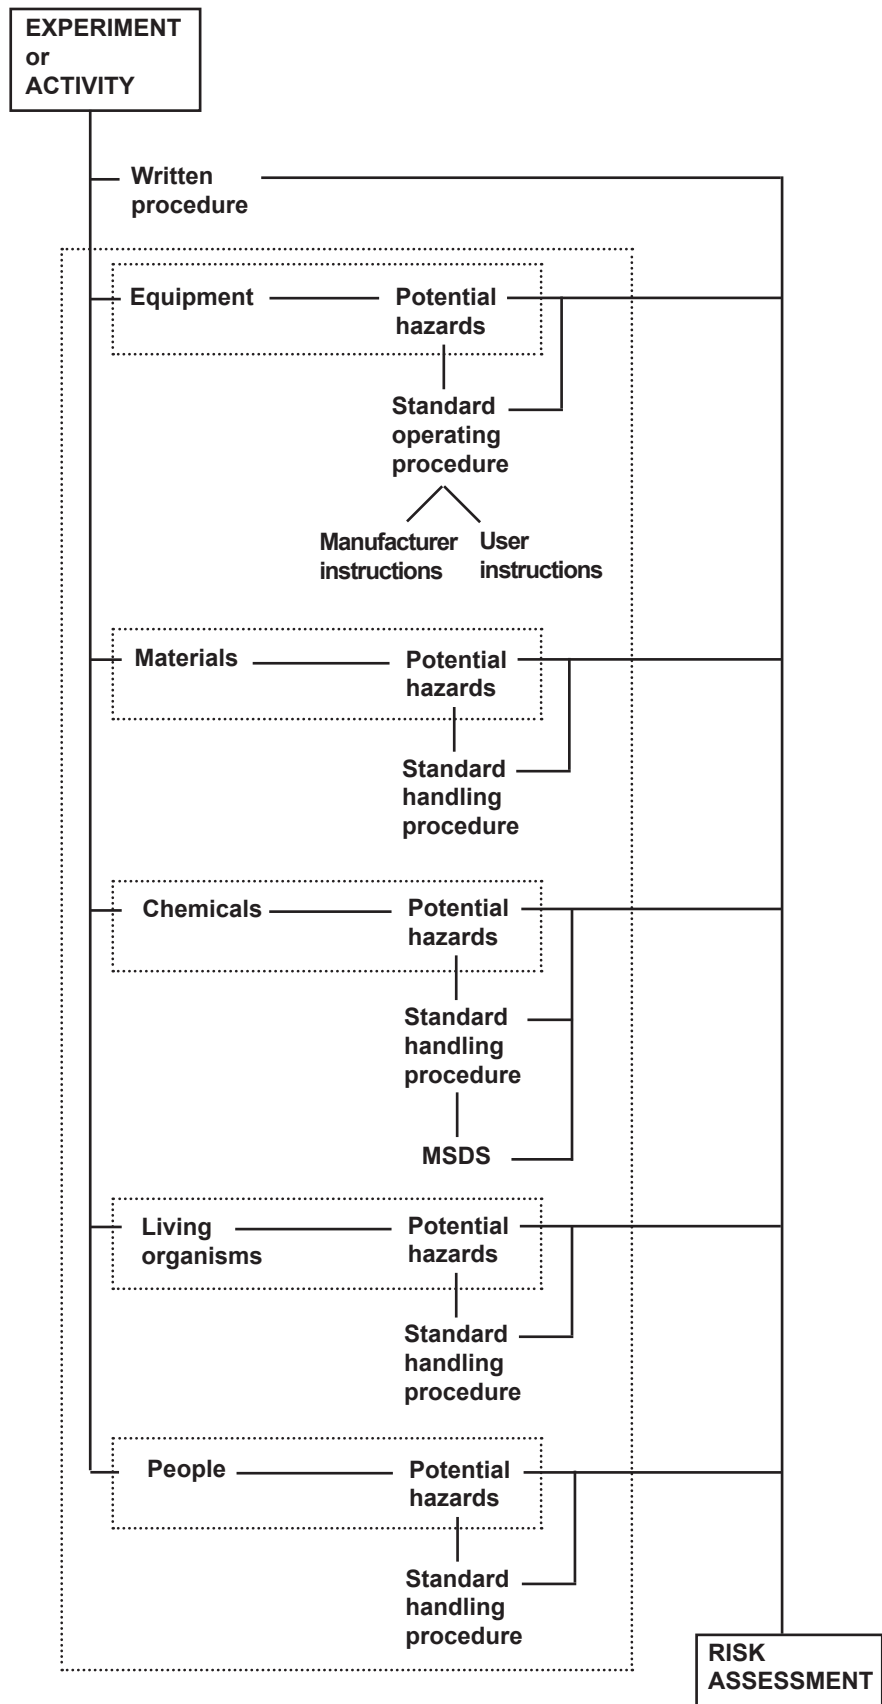 EXPERIMENT
or
ACTIVITY
Written
procedure
Equipment
Potential
hazards
Standard
operating
procedure
Manufacturer
instructions
User
instructions
Materials
Potential
hazards
Standard
handling
procedure
Chemicals
Potential
hazards
Standard
handling
procedure
MSDS
Living
organisms
Potential
hazards
Standard
handling
procedure
People
Potential
hazards
Standard
handling
procedure
RISK
ASSESSMENT